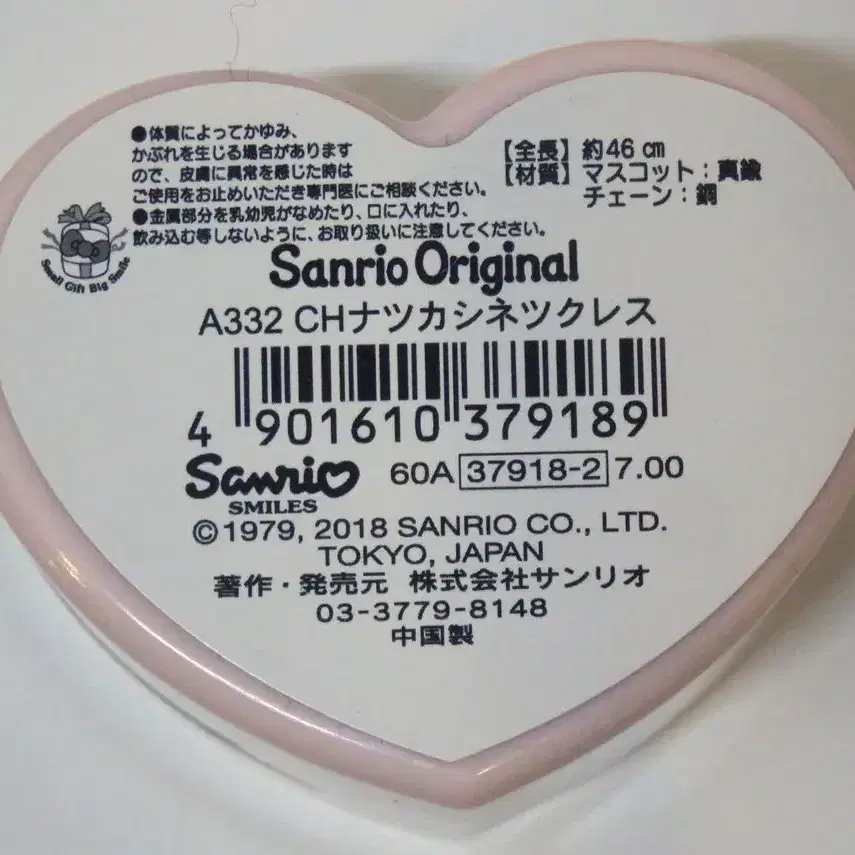 ●体質によってかゆみ、
かぶれを生じる場合があります
ので、皮膚に異常を感じた時は
ご使用をお止めいただき専門医にご相談ください。
●金属部分を乳幼児がなめたり、口に入れたり、
飲み込む等しないように、お取り扱いに注意してください。
【全長】約46㎝
【材質】マスコット：真鍮
チェーン：銅
Small Gift Big Smile
Sanrio Original
A332 CHナツカシネツクレス
4 901610 379189
Sanrio
SMILES
60A 37918-2 7.00
©1979, 2018 SANRIO CO., LTD.
TOKYO, JAPAN
著作・発売元 株式会社サンリオ
03-3779-8148
中国製